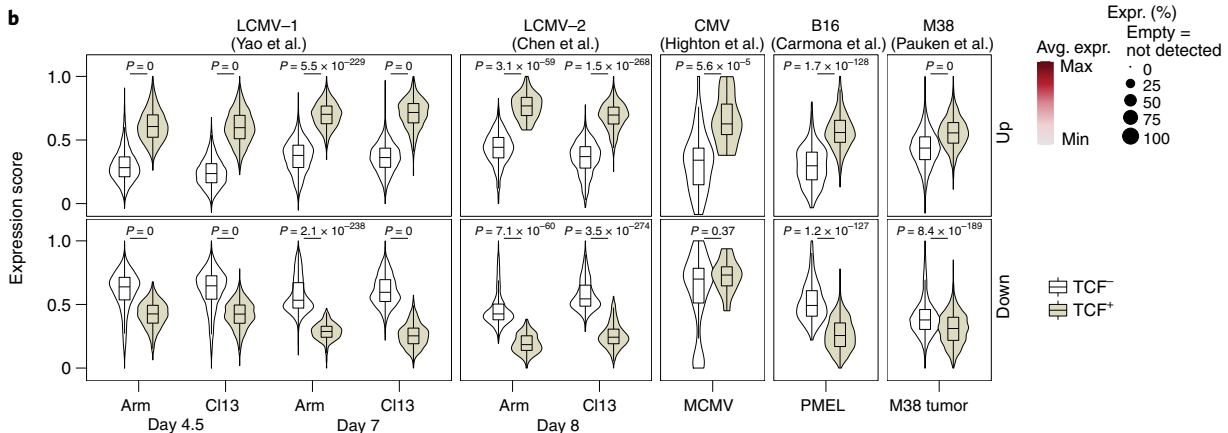 b
LCMV–1
(Yao et al.)
LCMV–2
(Chen et al.)
CMV
(Highton et al.)
B16
(Carmona et al.)
M38
(Pauken et al.)
Expression score
1.0
0.5
0
P = 0
P = 0
P = 5.5 × 10⁻²²⁹
P = 0
P = 3.1 × 10⁻⁵⁹
P = 1.5 × 10⁻²⁶⁸
P = 5.6 × 10⁻⁵
P = 1.7 × 10⁻¹²⁸
P = 0
Up
1.0
0.5
0
P = 0
P = 0
P = 2.1 × 10⁻²³⁸
P = 0
P = 7.1 × 10⁻⁶⁰
P = 3.5 × 10⁻²⁷⁴
P = 0.37
P = 1.2 × 10⁻¹²⁷
P = 8.4 × 10⁻¹⁸⁹
Down
Arm
Cl13
Arm
Cl13
Arm
Cl13
MCMV
PMEL
M38 tumor
Day 4.5
Day 7
Day 8
Avg. expr.
Max
Min
Expr. (%)
Empty =
not detected
0
25
50
75
100
TCF⁻
TCF⁺